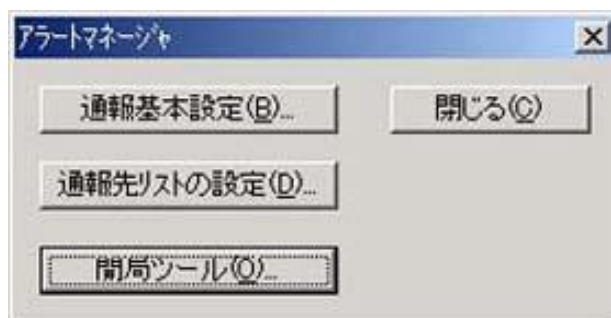 アラートマネージャ
通報基本設定(B)...
閉じる(C)
通報先リストの設定(D)...
開局ツール(O)...